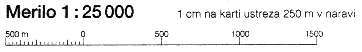 Merilo 1 : 25 000 1 cm na karti ustreza 250 m v naravi
500 m 0 500 1000 1500